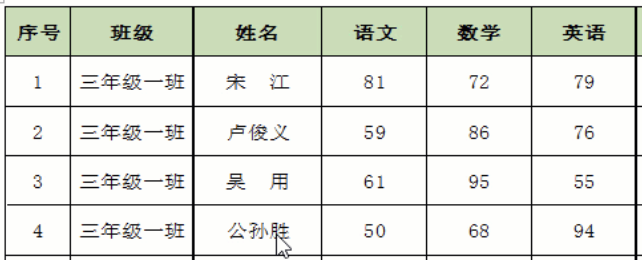 序号 班级 姓名 语文 数学 英语
1 三年级一班 宋 江 81 72 79
2 三年级一班 卢俊义 59 86 76
3 三年级一班 吴 用 61 95 55
4 三年级一班 公孙胜 50 68 94